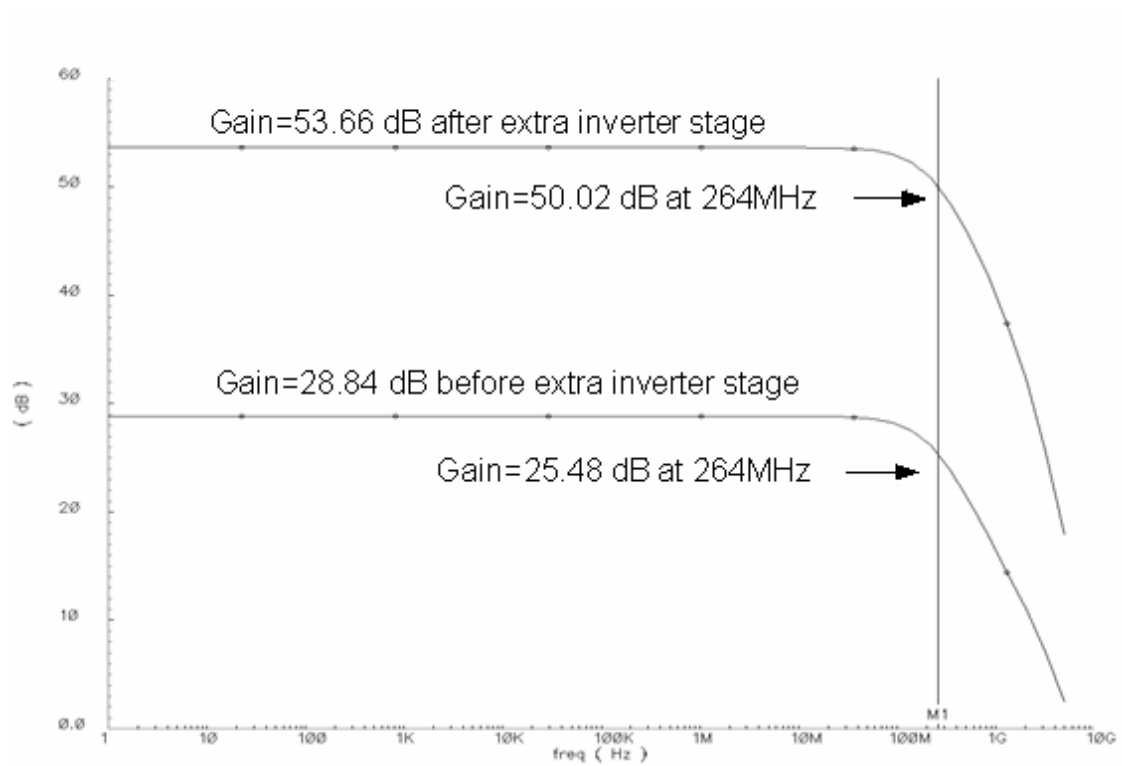 60
Gain=53.66 dB after extra inverter stage
50
Gain=50.02 dB at 264MHz
40
Gain=28.84 dB before extra inverter stage
30
( dB )
Gain=25.48 dB at 264MHz
20
10
0.0
M1
1 10 100 1K 10K 100K 1M 10M 100M 1G 10G
freq ( Hz )